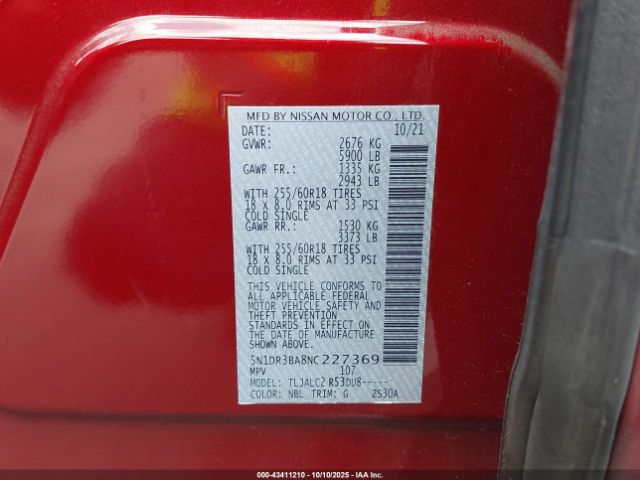 MFD BY NISSAN MOTOR CO., LTD.
DATE: 10/21
GVWR: 2676 KG
5900 LB
GAWR FR.: 1335 KG
2943 LB
WITH 255/60R18 TIRES
18 X 8.0 RIMS AT 33 PSI
COLD SINGLE
GAWR RR.: 1530 KG
3373 LB
WITH 255/60R18 TIRES
18 X 8.0 RIMS AT 33 PSI
COLD SINGLE
THIS VEHICLE CONFORMS TO
ALL APPLICABLE FEDERAL
MOTOR VEHICLE SAFETY AND
THEFT PREVENTION
STANDARDS IN EFFECT ON
THE DATE OF MANUFACTURE
SHOWN ABOVE.
5N1DR3BA8NC227369
MPV 107
MODEL: TLJALC2 R53DU8-----
COLOR: NBL TRIM: G ZS30A
000-43411210 - 10/10/2025 - IAA Inc.